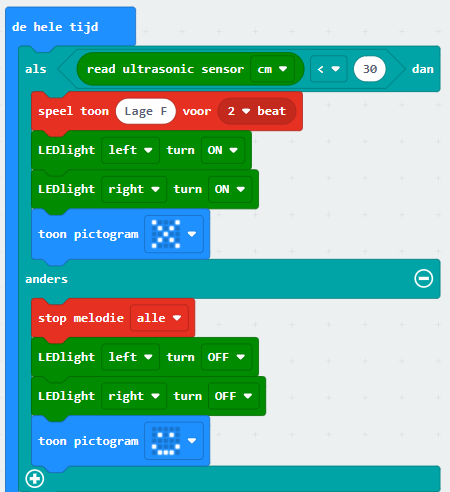 de hele tijd
als read ultrasonic sensor cm < 30 dan
speel toon Lage F voor 2 beat
LEDlight left turn ON
LEDlight right turn ON
toon pictogram
anders
stop melodie alle
LEDlight left turn OFF
LEDlight right turn OFF
toon pictogram